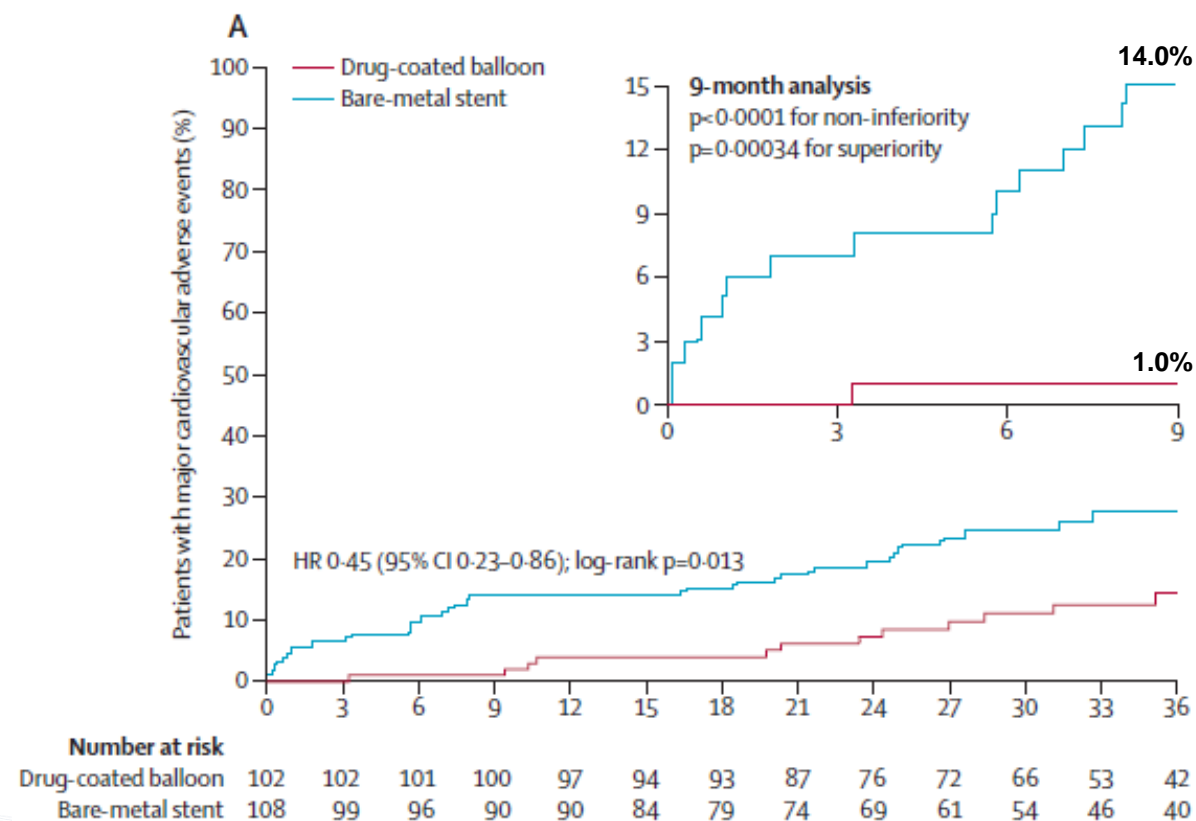 A
Drug-coated balloon
Bare-metal stent
Patients with major cardiovascular adverse events (%)
100
90
80
70
60
50
40
30
20
10
0
HR 0·45 (95% CI 0·23–0·86); log-rank p=0·013
0 3 6 9 12 15 18 21 24 27 30 33 36
14.0%
9-month analysis
p<0·0001 for non-inferiority
p=0·00034 for superiority
1.0%
15
12
9
6
3
0
0 3 6 9
Number at risk
Drug-coated balloon 102 102 101 100 97 94 93 87 76 72 66 53 42
Bare-metal stent 108 99 96 90 90 84 79 74 69 61 54 46 40